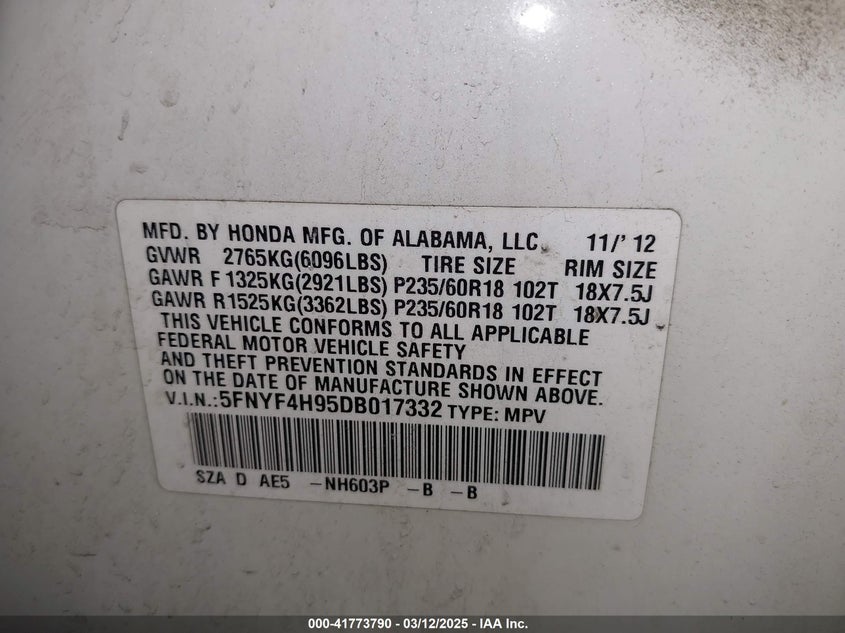 MFD. BY HONDA MFG. OF ALABAMA, LLC. 11/'12
GVWR 2765KG(6096LBS) TIRE SIZE RIM SIZE
GAWR F 1325KG(2921LBS) P235/60R18 102T 18X7.5J
GAWR R1525KG(3362LBS) P235/60R18 102T 18X7.5J
THIS VEHICLE CONFORMS TO ALL APPLICABLE
FEDERAL MOTOR VEHICLE SAFETY
AND THEFT PREVENTION STANDARDS IN EFFECT
ON THE DATE OF MANUFACTURE SHOWN ABOVE.
V.I.N.:5FNYF4H95DB017332 TYPE: MPV
SZA D AE5 -NH603P -B -B
000-41773790 - 03/12/2025 - IAA Inc.